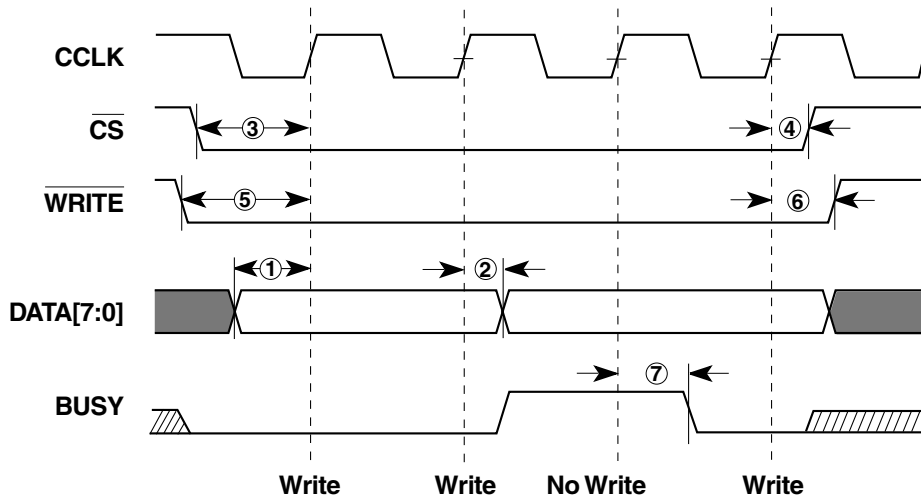 CCLK
CS
③
④
WRITE
⑤
⑥
①
②
DATA[7:0]
⑦
BUSY
Write
Write
No Write
Write